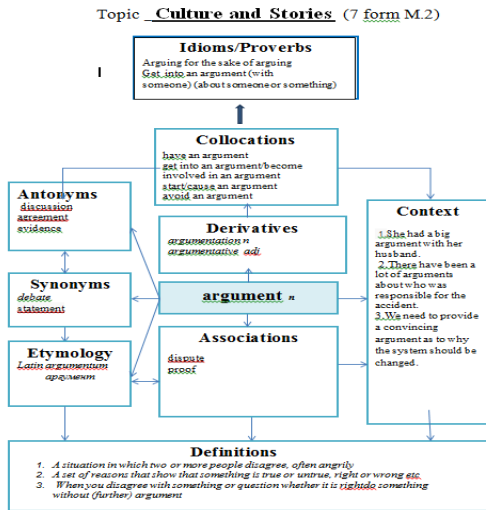 Topic _Culture and Stories (7 form M.2)
Idioms/Proverbs
Arguing for the sake of arguing
Get into an argument (with
someone) (about someone or something)
I
Collocations
have an argument
get into an argument/become
involved in an argument
start/cause an argument
avoid an argument
Antonyms
discussion
agreement
evidence
Derivatives
argumentation n
argumentative adj
Context
1.She had a big
argument with her
husband.
2.There have been a
lot of arguments
about who was
responsible for the
accident.
3.We need to provide
a convincing
argument as to why
the system should be
changed.
Synonyms
debate
statement
argument n
Etymology
Latin argumentum
аргумент
Associations
dispute
proof
Definitions
1. A situation in which two or more people disagree, often angrily
2. A set of reasons that show that something is true or untrue, right or wrong etc
3. When you disagree with something or question whether it is rightdo something
without (further) argument